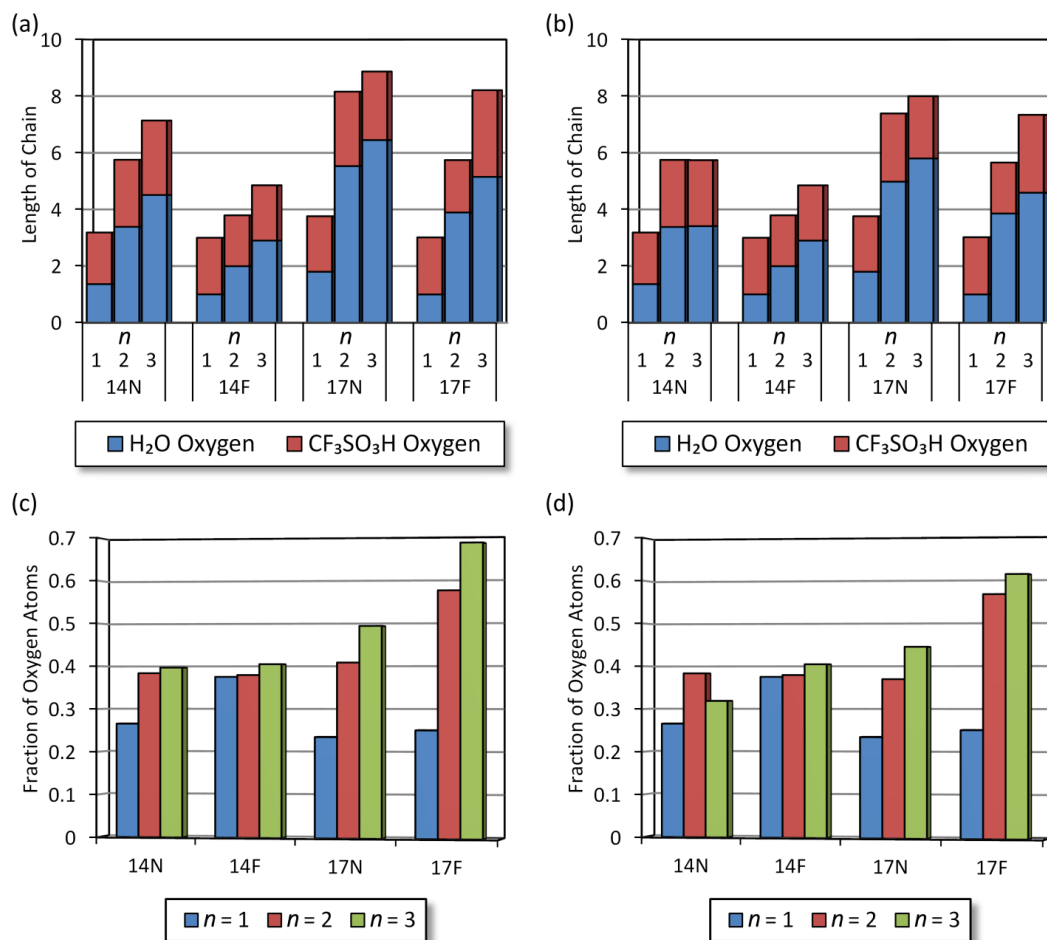 (a)
10
8
6
4
2
0
Length of Chain
n n n n
1 2 3 1 2 3 1 2 3 1 2 3
14N 14F 17N 17F
H₂O Oxygen CF₃SO₃H Oxygen
(b)
10
8
6
4
2
0
Length of Chain
n n n n
1 2 3 1 2 3 1 2 3 1 2 3
14N 14F 17N 17F
H₂O Oxygen CF₃SO₃H Oxygen
(c)
0.7
0.6
0.5
0.4
0.3
0.2
0.1
0
Fraction of Oxygen Atoms
14N 14F 17N 17F
n = 1 n = 2 n = 3
(d)
0.7
0.6
0.5
0.4
0.3
0.2
0.1
0
Fraction of Oxygen Atoms
14N 14F 17N 17F
n = 1 n = 2 n = 3